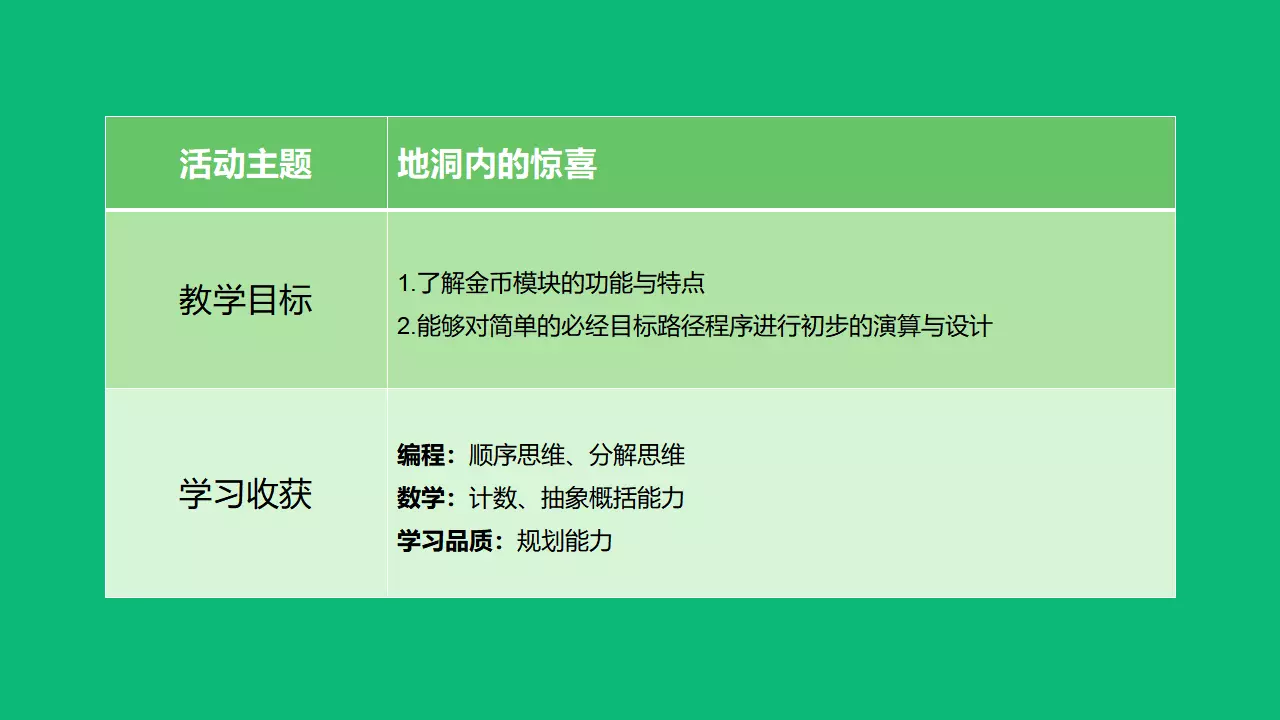 活动主题
地洞内的惊喜
教学目标
1.了解金币模块的功能与特点
2.能够对简单的必经目标路径程序进行初步的演算与设计
学习收获
编程：顺序思维、分解思维
数学：计数、抽象概括能力
学习品质：规划能力